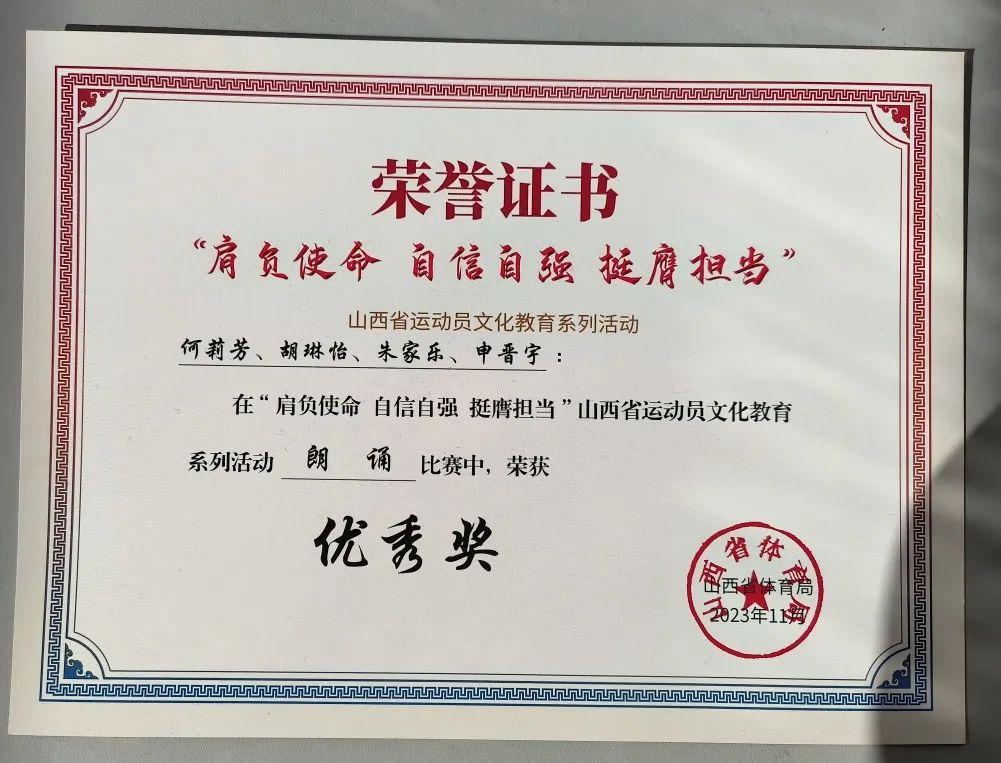 荣誉证书
“肩负使命 自信自强 挺膺担当”
山西省运动员文化教育系列活动
何莉芳、胡琳怡、朱家乐、申晋宇：
在“肩负使命 自信自强 挺膺担当”山西省运动员文化教育
系列活动 朗 诵 比赛中，荣获
优秀奖
山西省体育局
山西省体育局
2023年11月